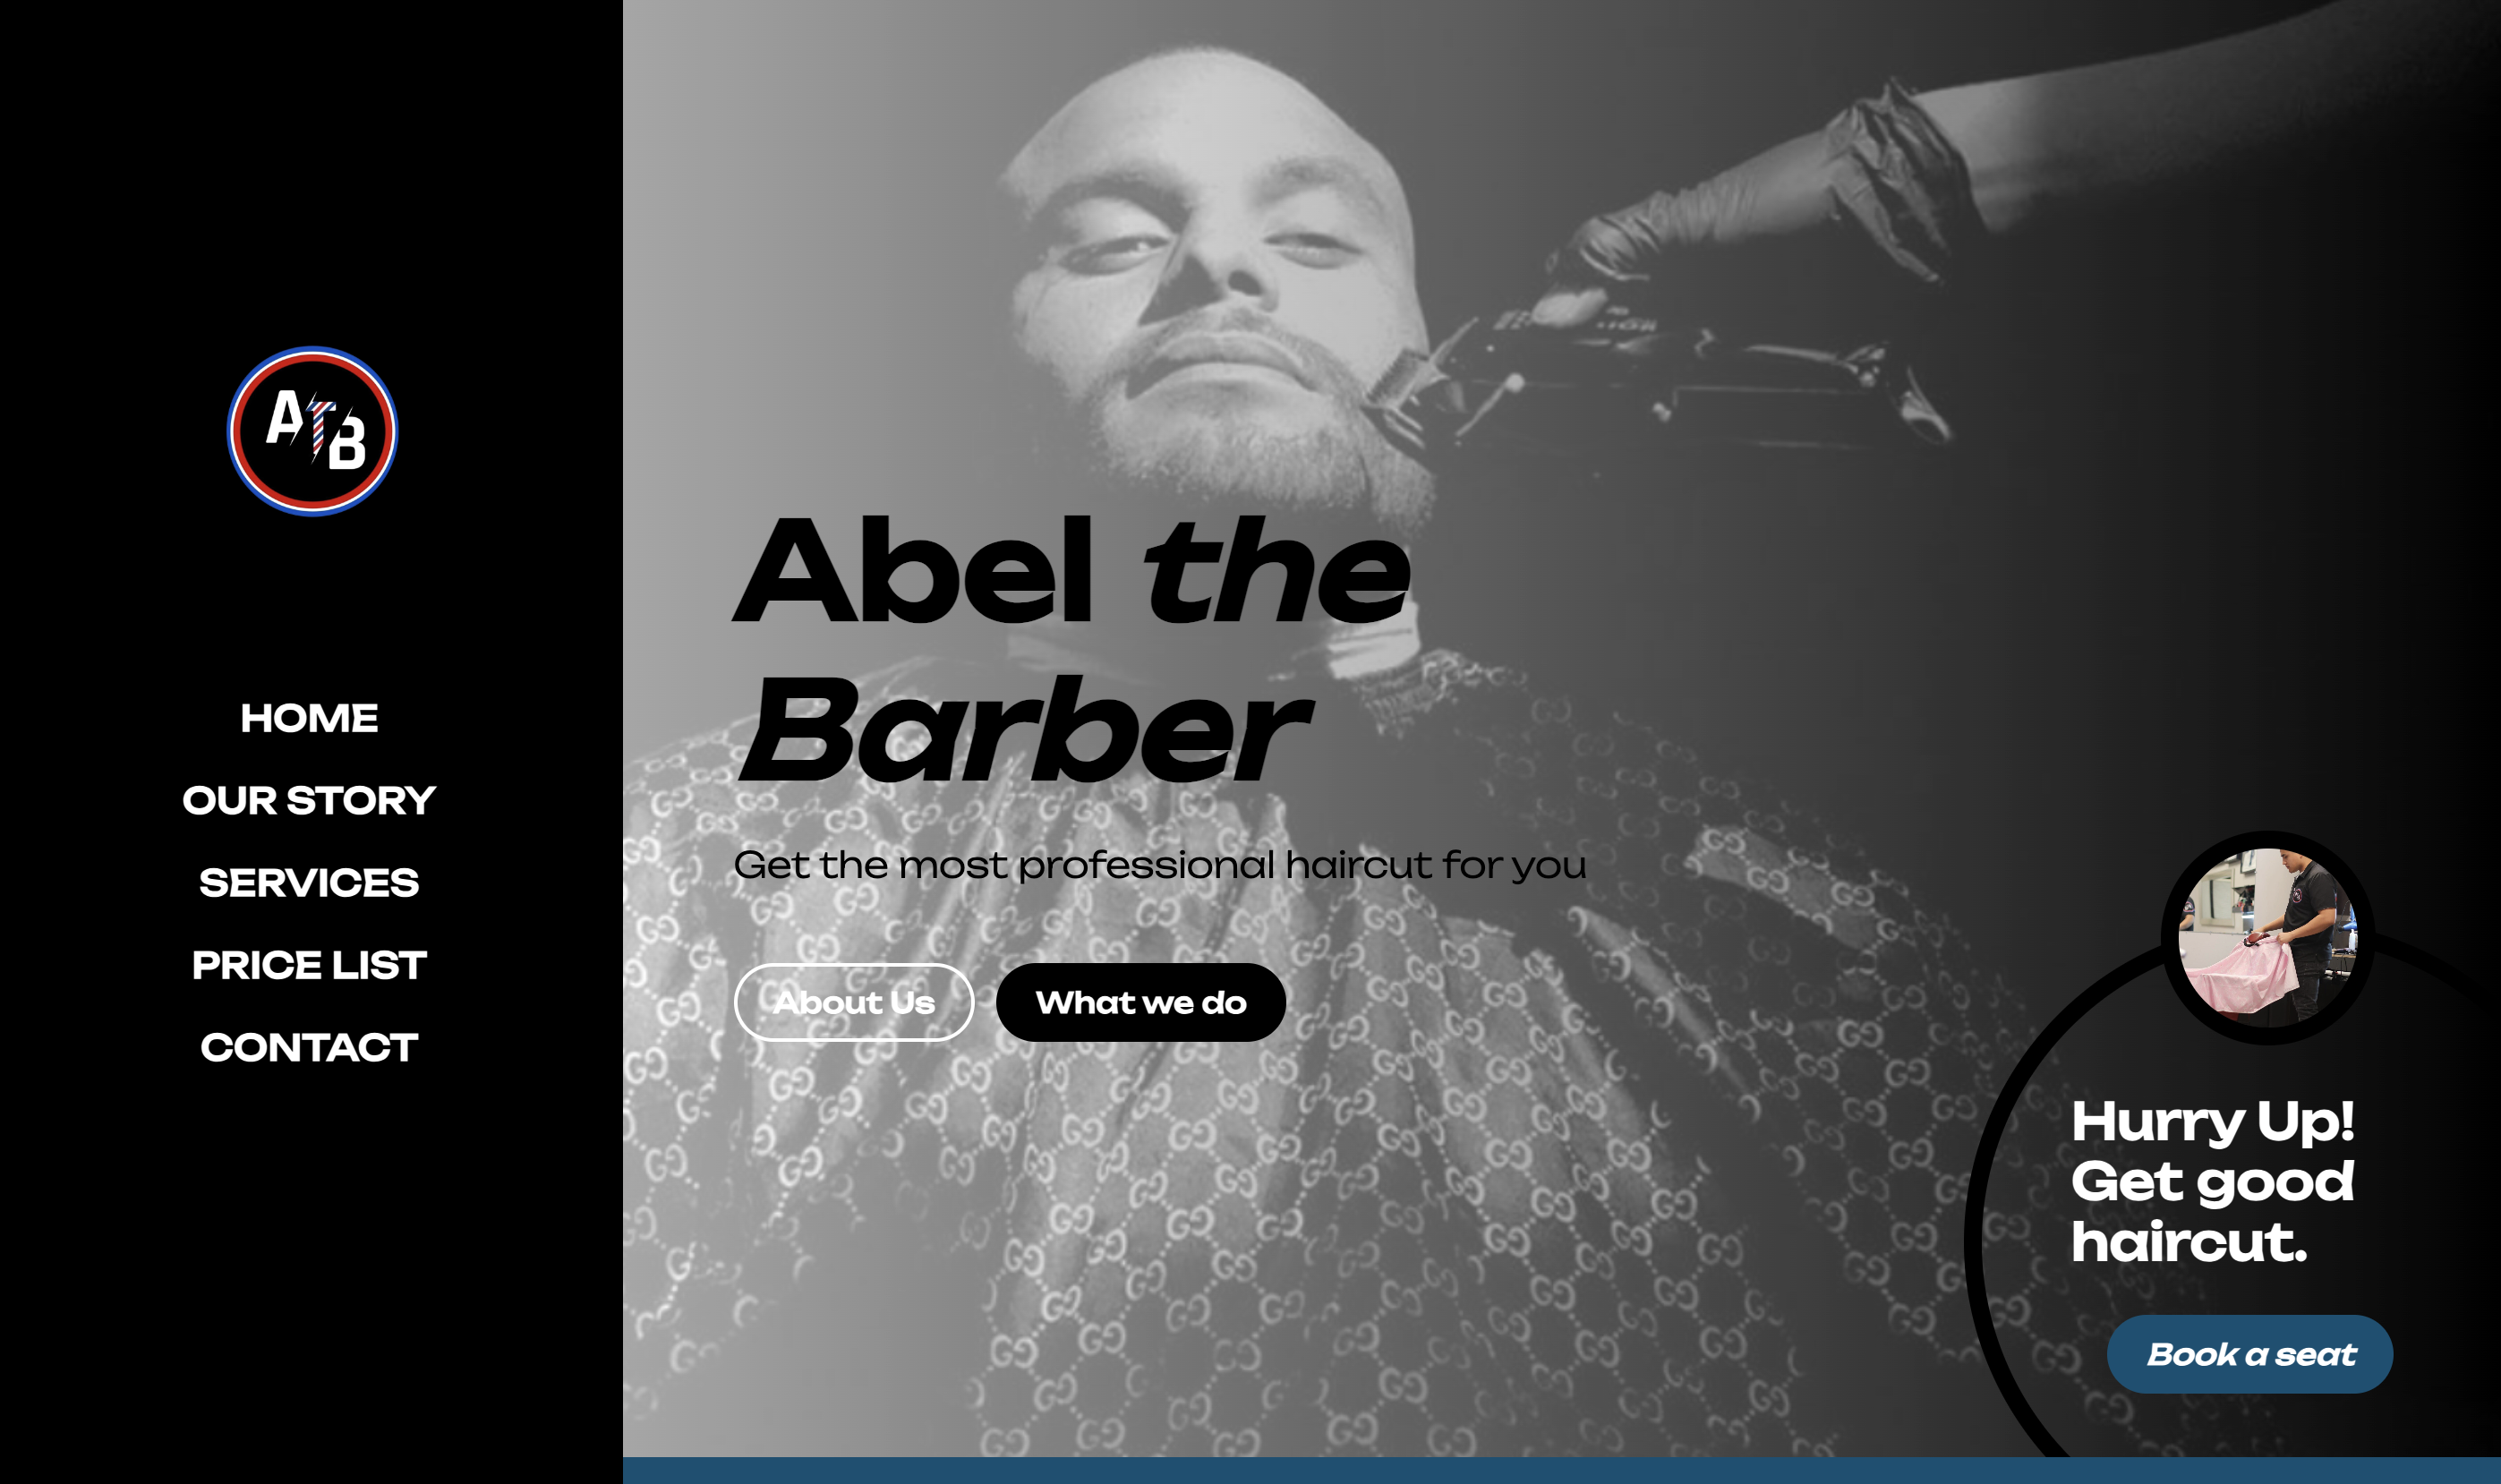 ATB
HOME
OUR STORY
SERVICES
PRICE LIST
CONTACT
Abel the
Barber
Get the most professional haircut for you
About Us
What we do
Hurry Up!
Get good
haircut.
Book a seat